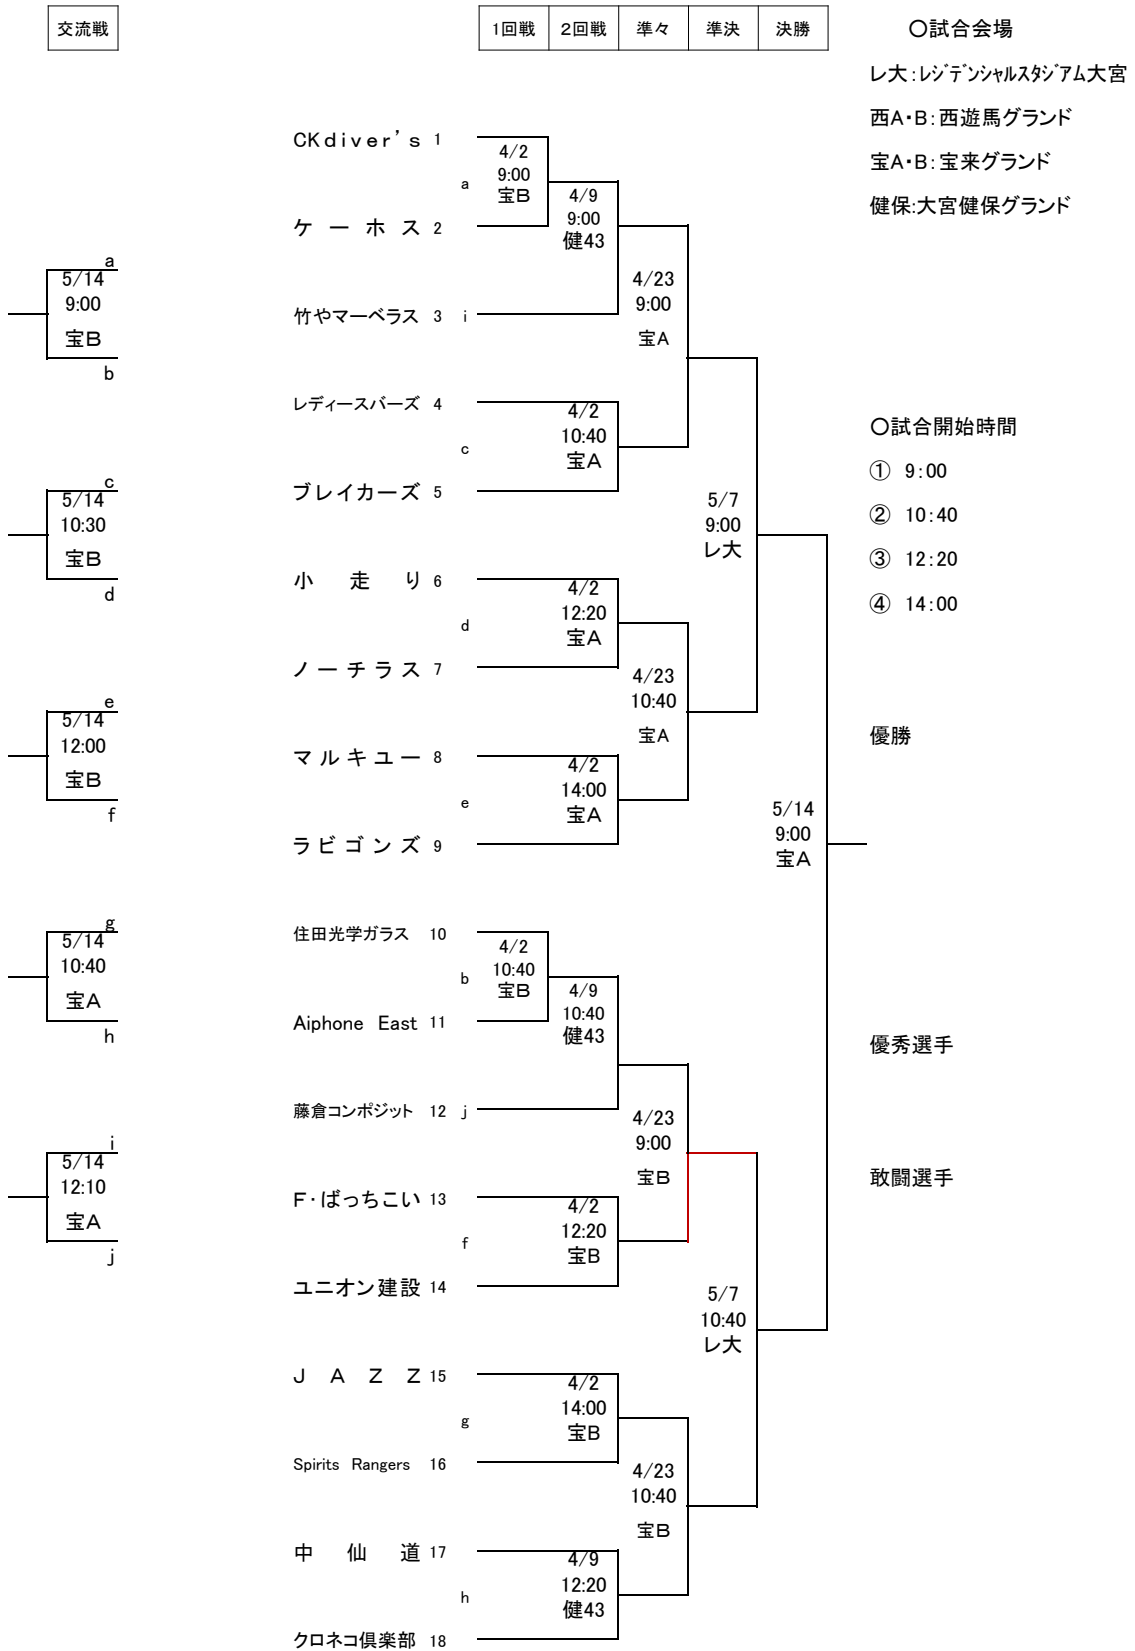 交流戦
1回戦 2回戦 準々 準決 決勝
〇試合会場
レ大:レジデンシャルスタジアム大宮
西A・B:西遊馬グランド
宝A・B:宝来グランド
健保:大宮健保グランド
CKdiver's 1
a
4/2
9:00
宝B
ケーホス 2
4/9
9:00
健43
竹やマーベラス 3 i
4/23
9:00
宝A
レディースバーズ 4
c
4/2
10:40
宝A
ブレイカーズ 5
5/7
9:00
レ大
小走り 6
d
4/2
12:20
宝A
ノーチラス 7
4/23
10:40
宝A
マルキユー 8
e
4/2
14:00
宝A
ラビゴンズ 9
5/14
9:00
宝A
住田光学ガラス 10
b
4/2
10:40
宝B
Aiphone East 11
4/9
10:40
健43
藤倉コンポジット 12 j
4/23
9:00
宝B
F・ばっちこい 13
f
4/2
12:20
宝B
ユニオン建設 14
5/7
10:40
レ大
JAZZ 15
g
4/2
14:00
宝B
Spirits Rangers 16
4/23
10:40
宝B
中仙道 17
h
4/9
12:20
健43
クロネコ倶楽部 18
a
5/14
9:00
宝B
b
c
5/14
10:30
宝B
d
e
5/14
12:00
宝B
f
g
5/14
10:40
宝A
h
i
5/14
12:10
宝A
j
〇試合開始時間
① 9:00
② 10:40
③ 12:20
④ 14:00
優勝
優秀選手
敢闘選手